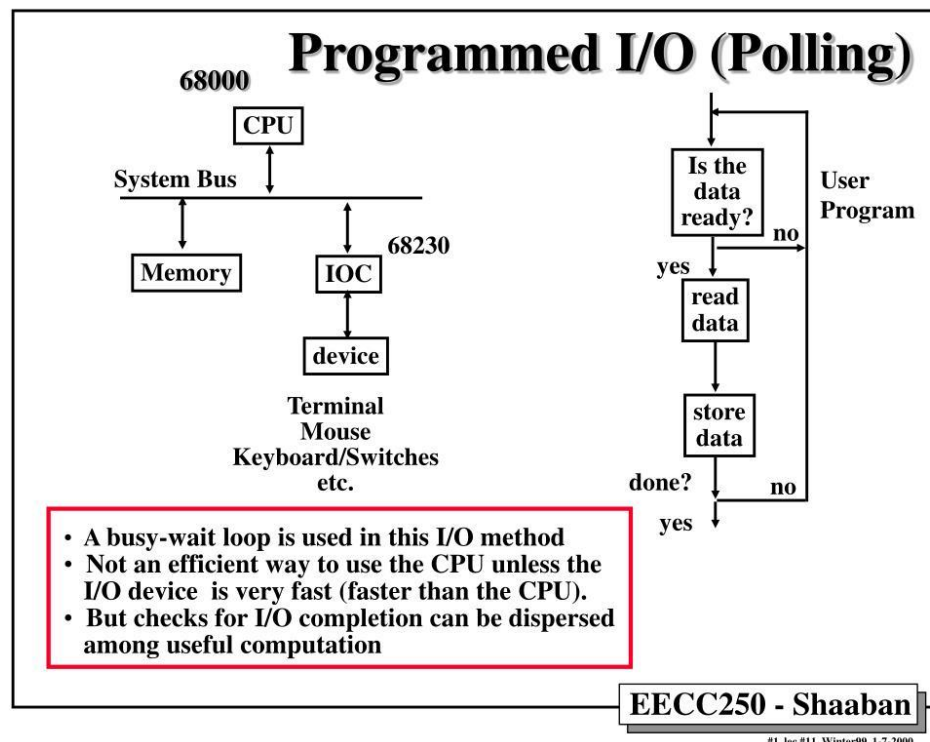 Programmed I/O (Polling)
68000
CPU
System Bus
68230
Memory
IOC
device
Terminal
Mouse
Keyboard/Switches
etc.
Is the
data
ready?
User
Program
no
yes
read
data
store
data
done?
no
yes
• A busy-wait loop is used in this I/O method
• Not an efficient way to use the CPU unless the
I/O device is very fast (faster than the CPU).
• But checks for I/O completion can be dispersed
among useful computation
EECC250 - Shaaban
#1 lec #11 Winter99 1-7-2000